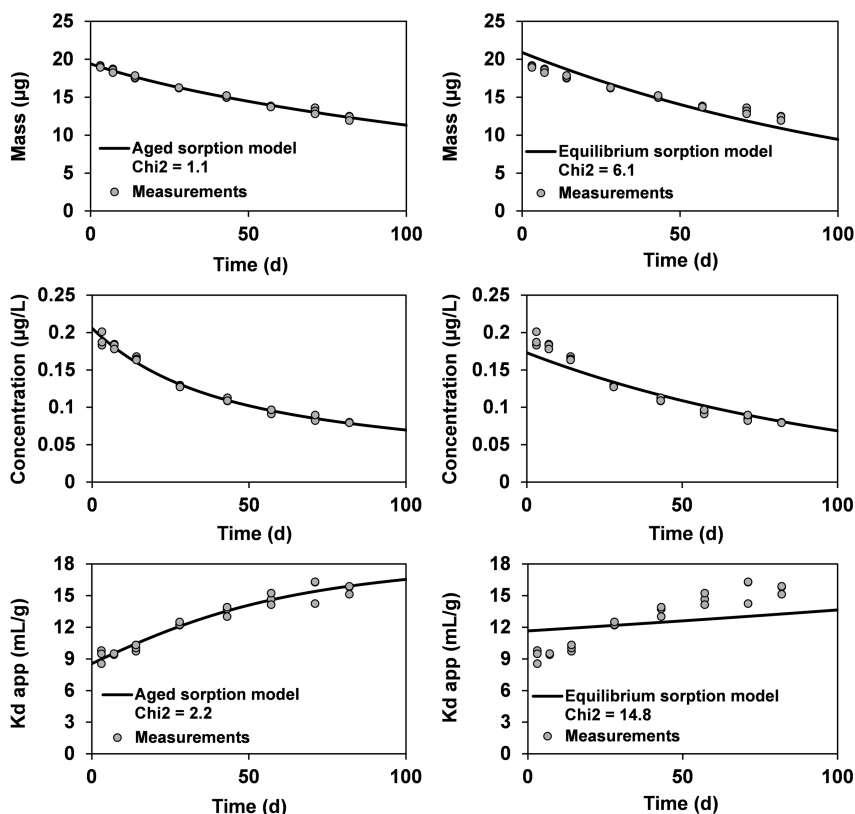 Mass (µg)
25
20
15
10
5
0
Aged sorption model
Chi2 = 1.1
Measurements
0
50
100
Time (d)
Mass (µg)
25
20
15
10
5
0
Equilibrium sorption model
Chi2 = 6.1
Measurements
0
50
100
Time (d)
Concentration (µg/L)
0.25
0.2
0.15
0.1
0.05
0
0
50
100
Time (d)
Concentration (µg/L)
0.25
0.2
0.15
0.1
0.05
0
0
50
100
Time (d)
Kd app (mL/g)
18
15
12
9
6
3
0
Aged sorption model
Chi2 = 2.2
Measurements
0
50
100
Time (d)
Kd app (mL/g)
18
15
12
9
6
3
0
Equilibrium sorption model
Chi2 = 14.8
Measurements
0
50
100
Time (d)